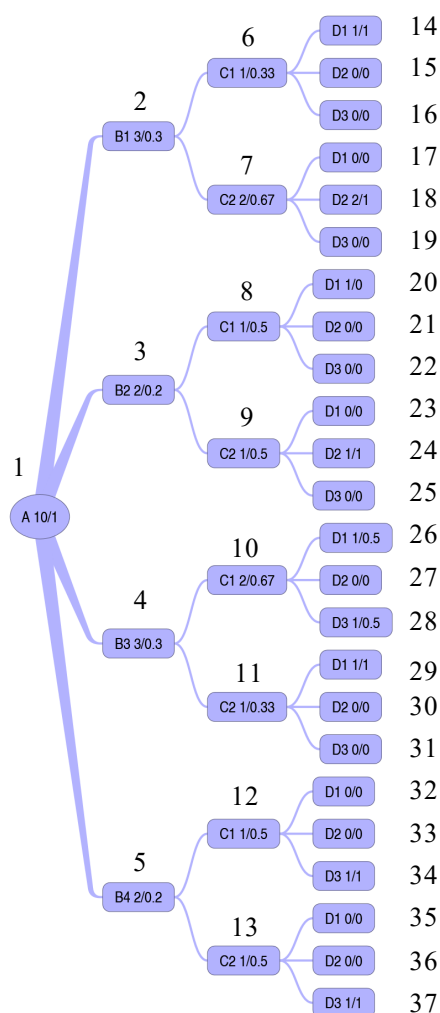 6
D1 1/1 14
C1 1/0.33 D2 0/0 15
2
D3 0/0 16
B1 3/0.3
7
D1 0/0 17
C2 2/0.67 D2 2/1 18
D3 0/0 19
8
D1 1/0 20
3
C1 1/0.5 D2 0/0 21
D3 0/0 22
B2 2/0.2
9
D1 0/0 23
C2 1/0.5 D2 1/1 24
1
D3 0/0 25
A 10/1
10
D1 1/0.5 26
4
C1 2/0.67 D2 0/0 27
D3 1/0.5 28
B3 3/0.3
11
D1 1/1 29
C2 1/0.33 D2 0/0 30
D3 0/0 31
12
D1 0/0 32
5
C1 1/0.5 D2 0/0 33
D3 1/1 34
B4 2/0.2
13
D1 0/0 35
C2 1/0.5 D2 0/0 36
D3 1/1 37